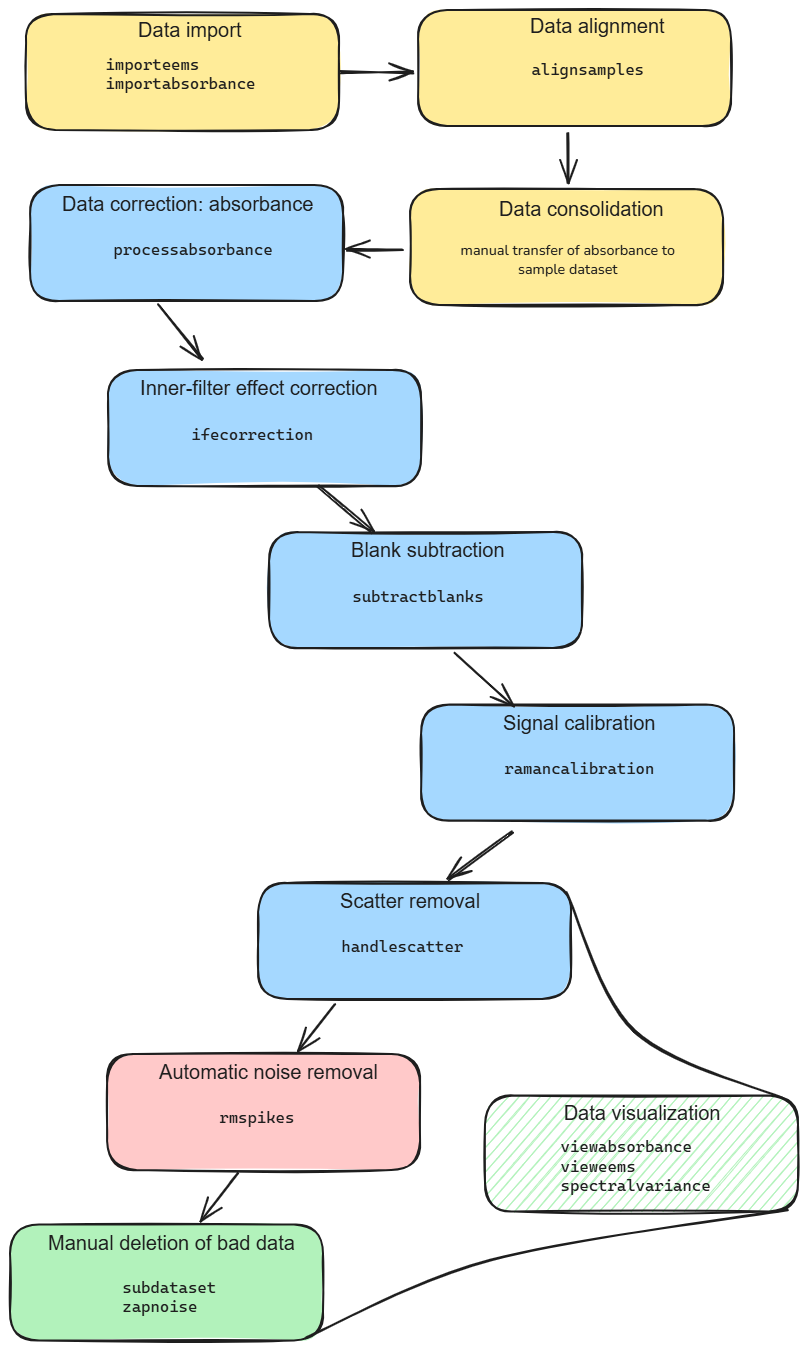 Data import
importeems
importabsorbance
Data alignment
alignsamples
Data consolidation
manual transfer of absorbance to
sample dataset
Data correction: absorbance
processabsorbance
Inner-filter effect correction
ifecorrection
Blank subtraction
subtractblanks
Signal calibration
ramancalibration
Scatter removal
handlescatter
Automatic noise removal
rmspikes
Data visualization
viewabsorbance
vieweems
spectralvariance
Manual deletion of bad data
subdataset
zapnoise